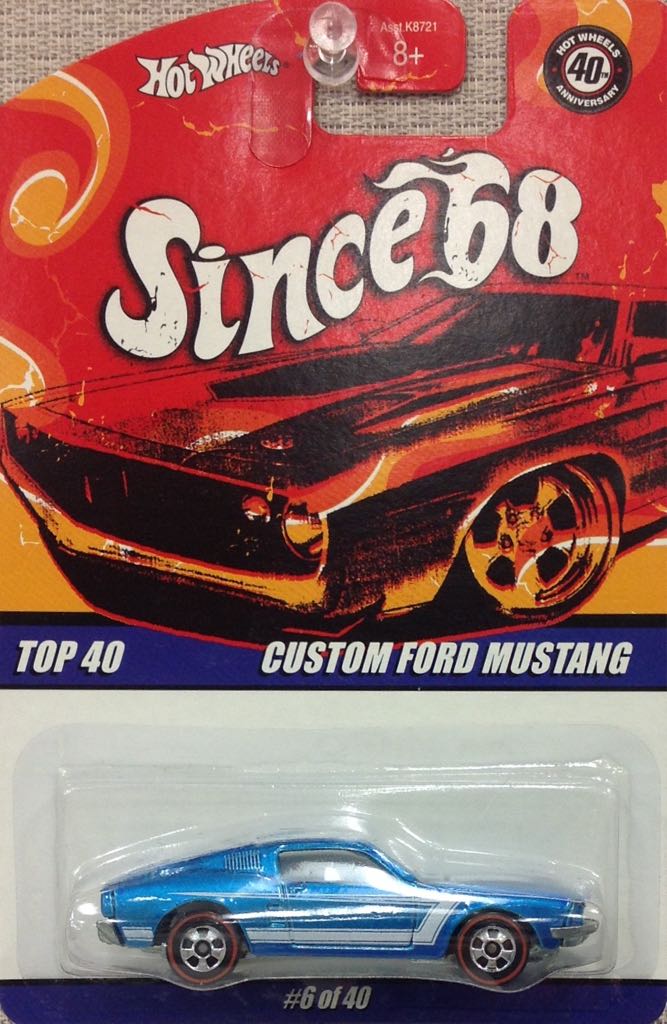 Asst.K8721
8+
Hot Wheels
HOT WHEELS
40TH
ANNIVERSARY
Since 68 ™
TOP 40
CUSTOM FORD MUSTANG
#6 of 40